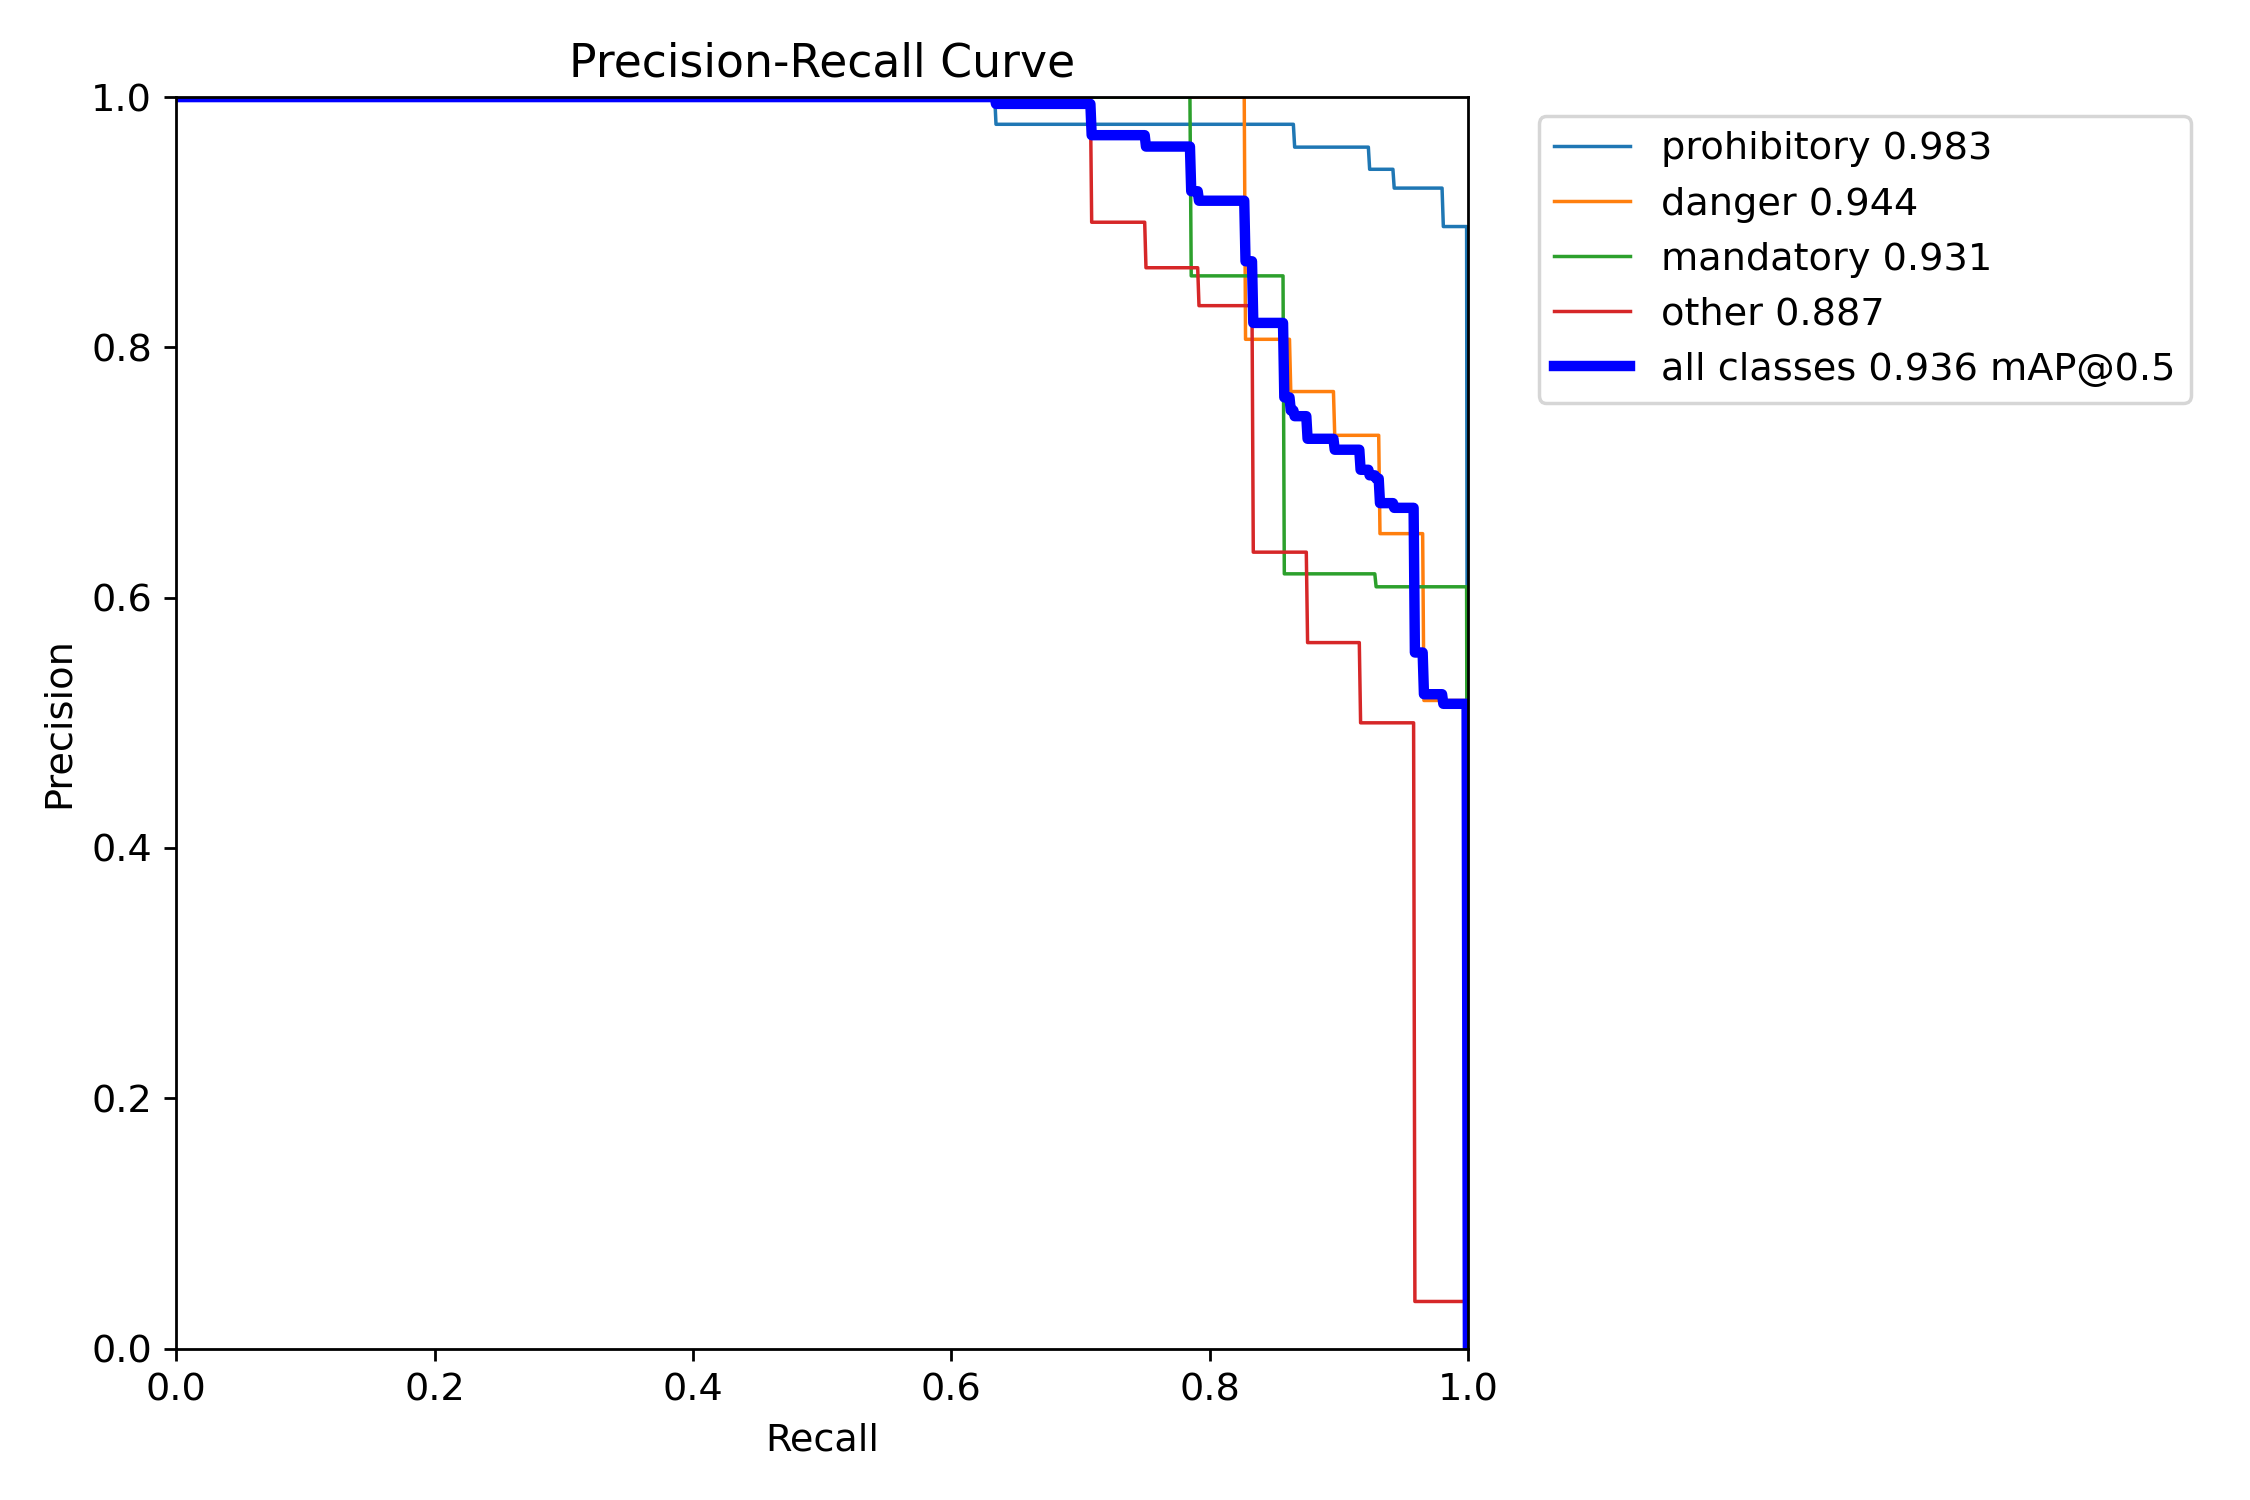 Precision-Recall Curve
1.0
0.8
0.6
0.4
0.2
0.0
Precision
0.0 0.2 0.4 0.6 0.8 1.0
Recall
prohibitory 0.983
danger 0.944
mandatory 0.931
other 0.887
all classes 0.936 mAP@0.5